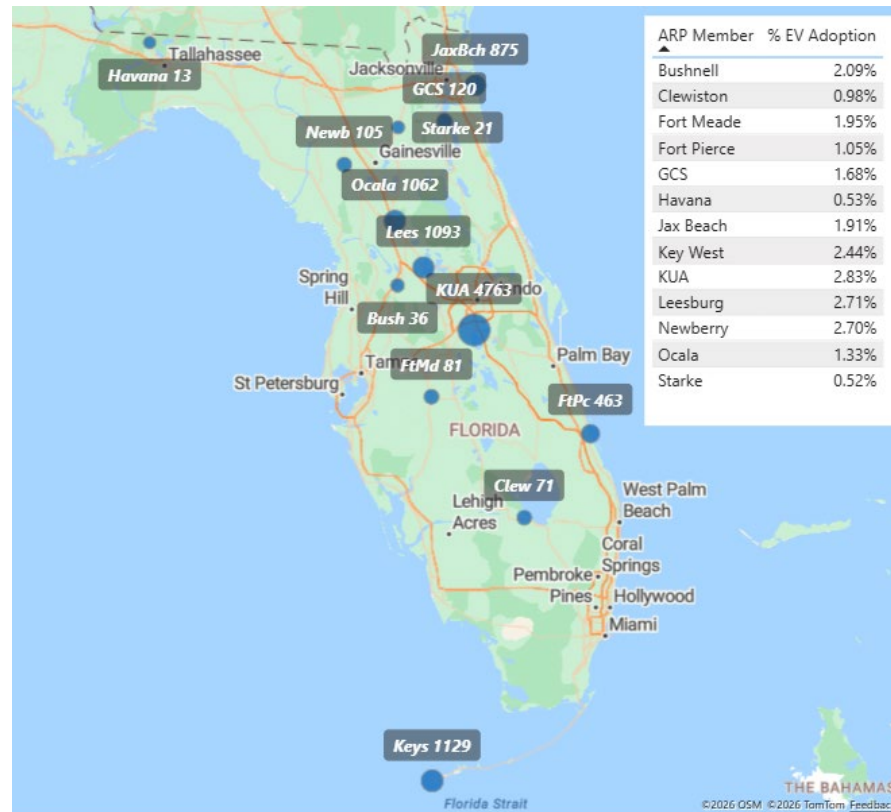 Tallahassee
Havana 13
JaxBch 875
Jacksonville
GCS 120
Newb 105
Starke 21
Gainesville
Ocala 1062
Lees 1093
Spring
Hill
KUA 4763
Bush 36
FtMd 81
St Petersburg
Palm Bay
FtPc 463
FLORIDA
Clew 71
Lehigh
Acres
West Palm
Beach
Coral
Springs
Pembroke
Pines
Hollywood
Miami
Keys 1129
Florida Strait
THE BAHAMAS
©2026 OSM ©2026 TomTom Feedback
ARP Member % EV Adoption
Bushnell 2.09%
Clewiston 0.98%
Fort Meade 1.95%
Fort Pierce 1.05%
GCS 1.68%
Havana 0.53%
Jax Beach 1.91%
Key West 2.44%
KUA 2.83%
Leesburg 2.71%
Newberry 2.70%
Ocala 1.33%
Starke 0.52%